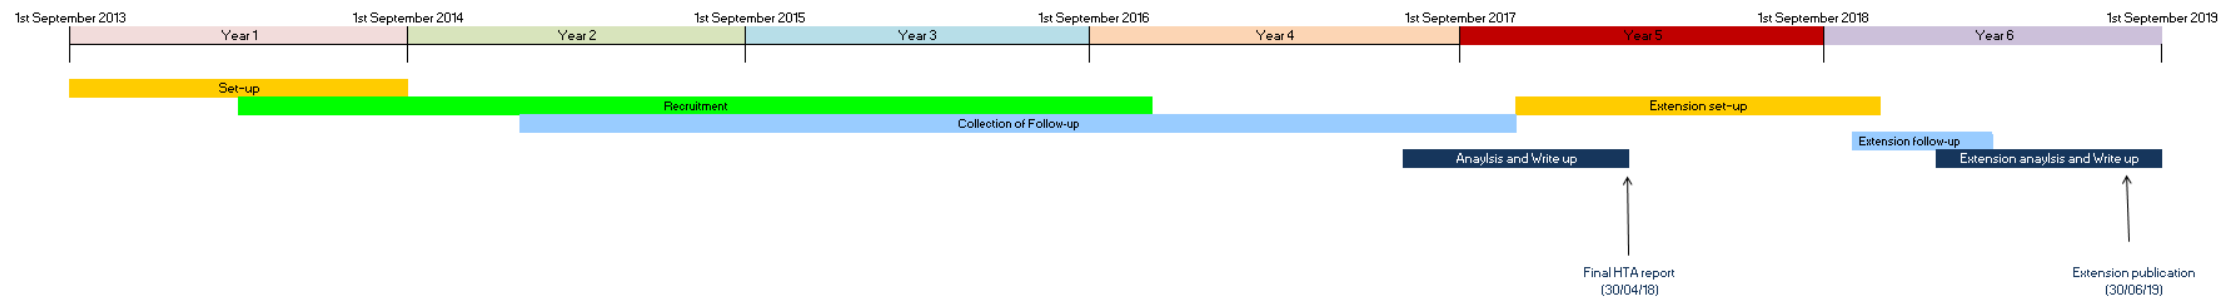 1st September 2013 1st September 2014 1st September 2015 1st September 2016 1st September 2017 1st September 2018 1st September 2019
Year 1 Year 2 Year 3 Year 4 Year 5 Year 6
Set-up
Recruitment Extension set-up
Collection of Follow-up
Extension follow-up
Anaylsis and Write up Extension anaylsis and Write up
Final HTA report Extension publication
(30/04/18) (30/06/19)